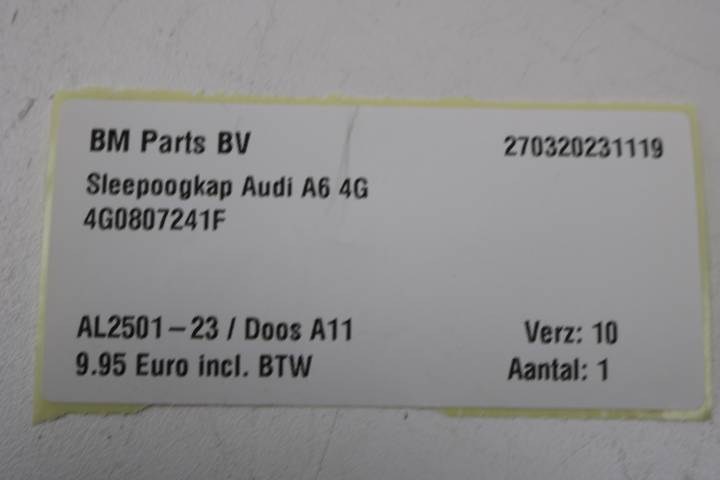 BM Parts BV 270320231119
Sleepoogkap Audi A6 4G
4G0807241F
AL2501-23 / Doos A11 Verz: 10
9.95 Euro incl. BTW Aantal: 1